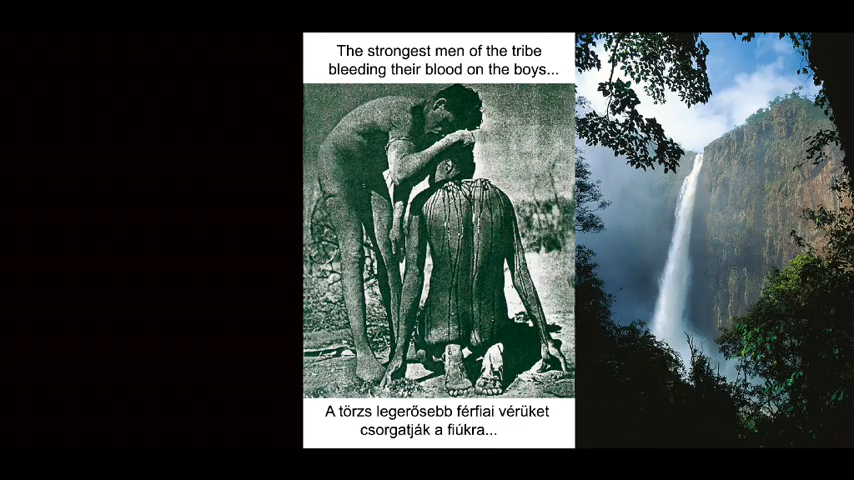 The strongest men of the tribe
bleeding their blood on the boys...
A törzs legerősebb férfiai vérüket
csorgatják a fiúkra...